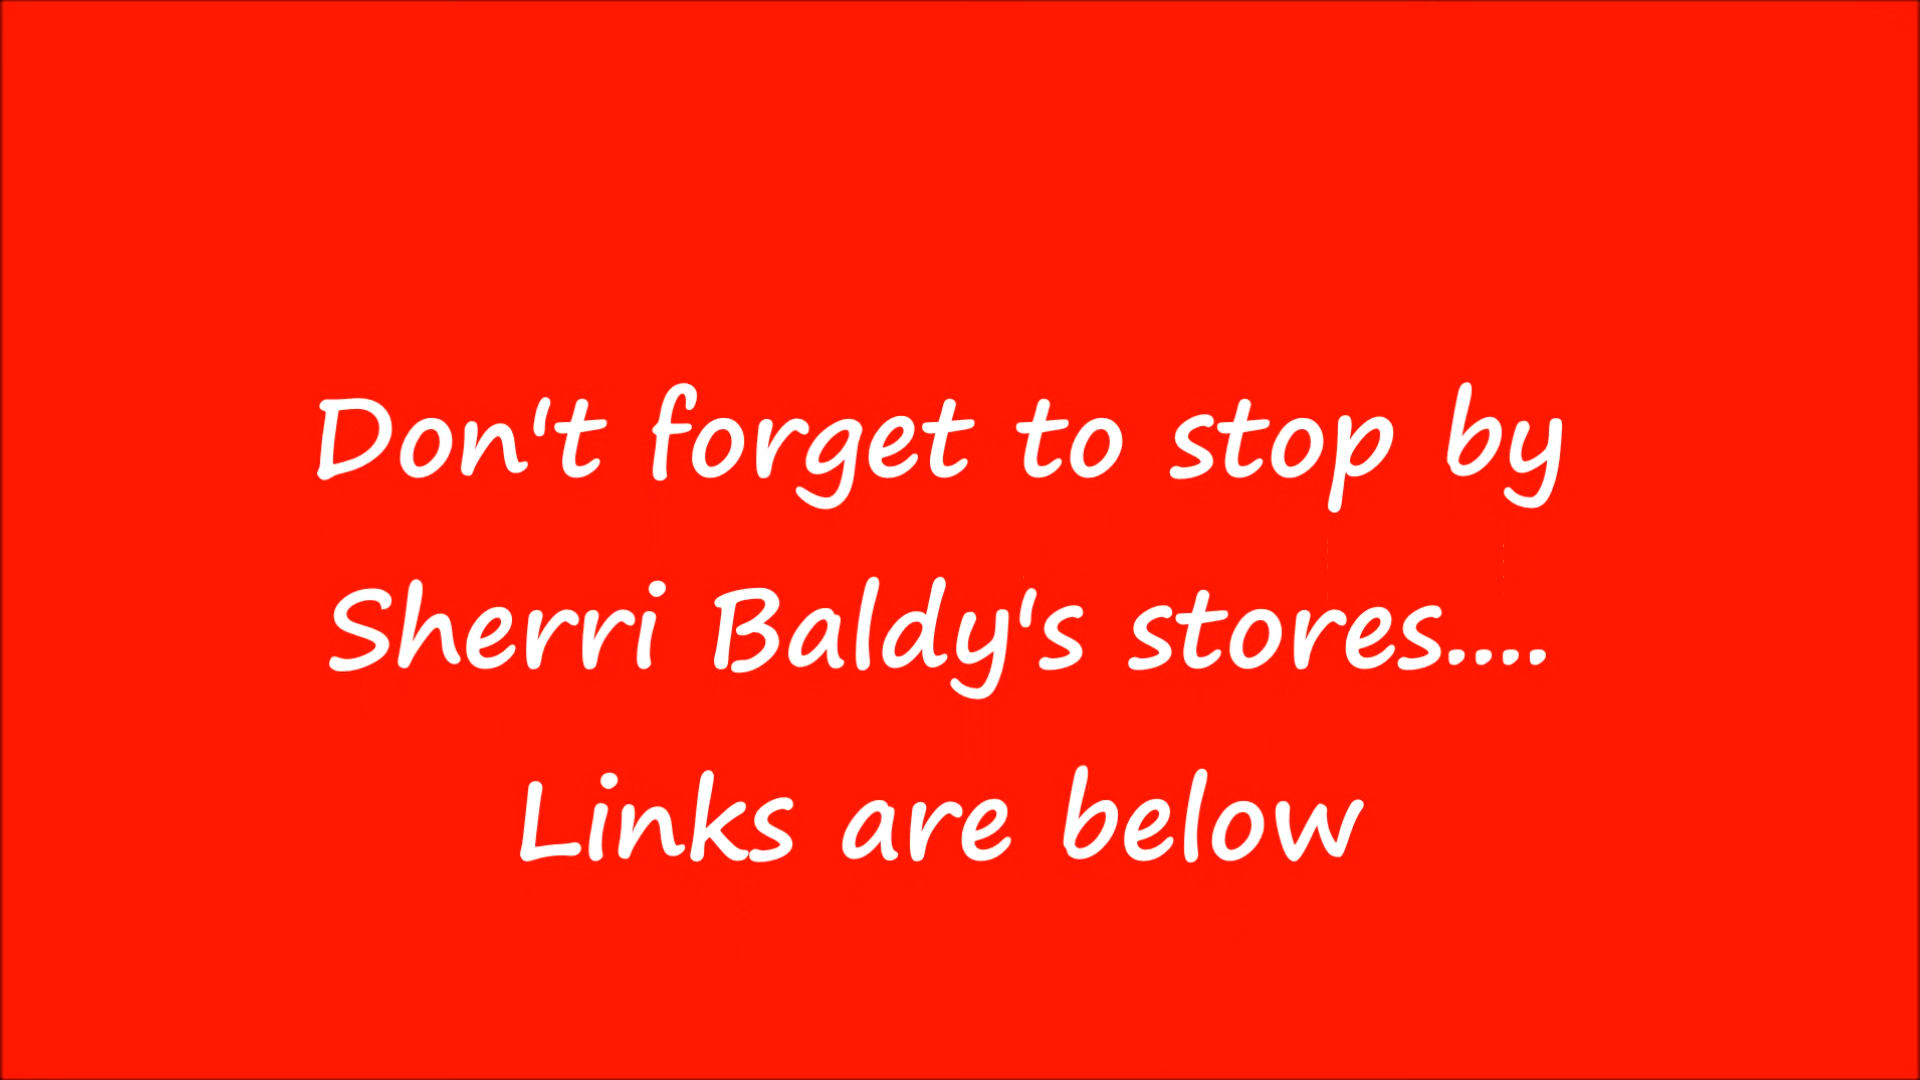 Don't forget to stop by
Sherri Baldy's stores....
Links are below